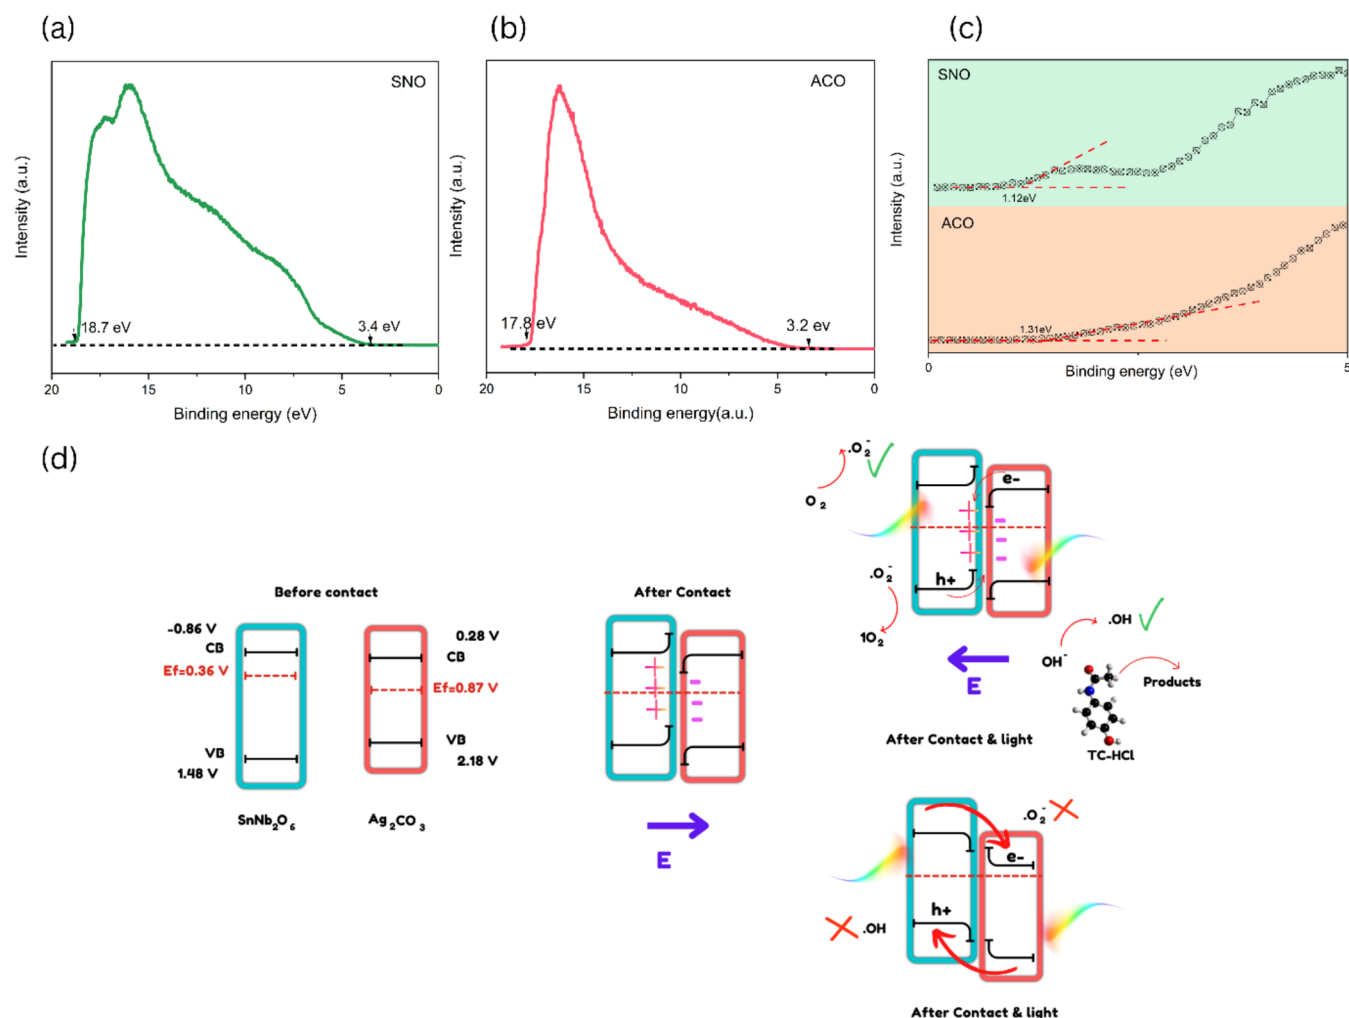 (a)
SNO
Intensity (a.u.)
18.7 eV
3.4 eV
20 15 10 5 0
Binding energy (eV)
(b)
ACO
Intensity (a.u.)
17.8 eV
3.2 eV
20 15 10 5 0
Binding energy(a.u.)
(c)
SNO
1.12eV
ACO
1.31eV
Intensity (a.u.)
0 5
Binding energy (eV)
(d)
Before contact
-0.86 V
CB
Ef=0.36 V
VB
1.48 V
SnNb₂O₆
0.28 V
CB
Ef=0.87 V
VB
2.18 V
Ag₂CO₃
After Contact
E
O₂
.O₂⁻
e-
h+
.O₂⁻
1O₂
E
OH⁻
.OH
Products
TC-HCl
After Contact & light
.O₂⁻
e-
h+
.OH
After Contact & light